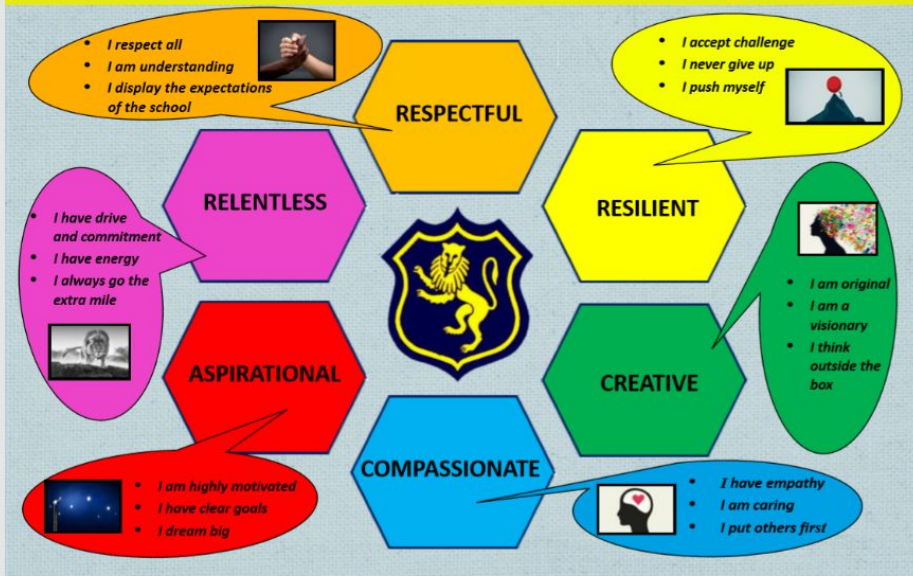 I respect all
I am understanding
I display the expectations
of the school
RESPECTFUL
I accept challenge
I never give up
I push myself
RESILIENT
RELENTLESS
I have drive
and commitment
I have energy
I always go the
extra mile
I am original
I am a
visionary
I think
outside the
box
CREATIVE
ASPIRATIONAL
I am highly motivated
I have clear goals
I dream big
COMPASSIONATE
I have empathy
I am caring
I put others first